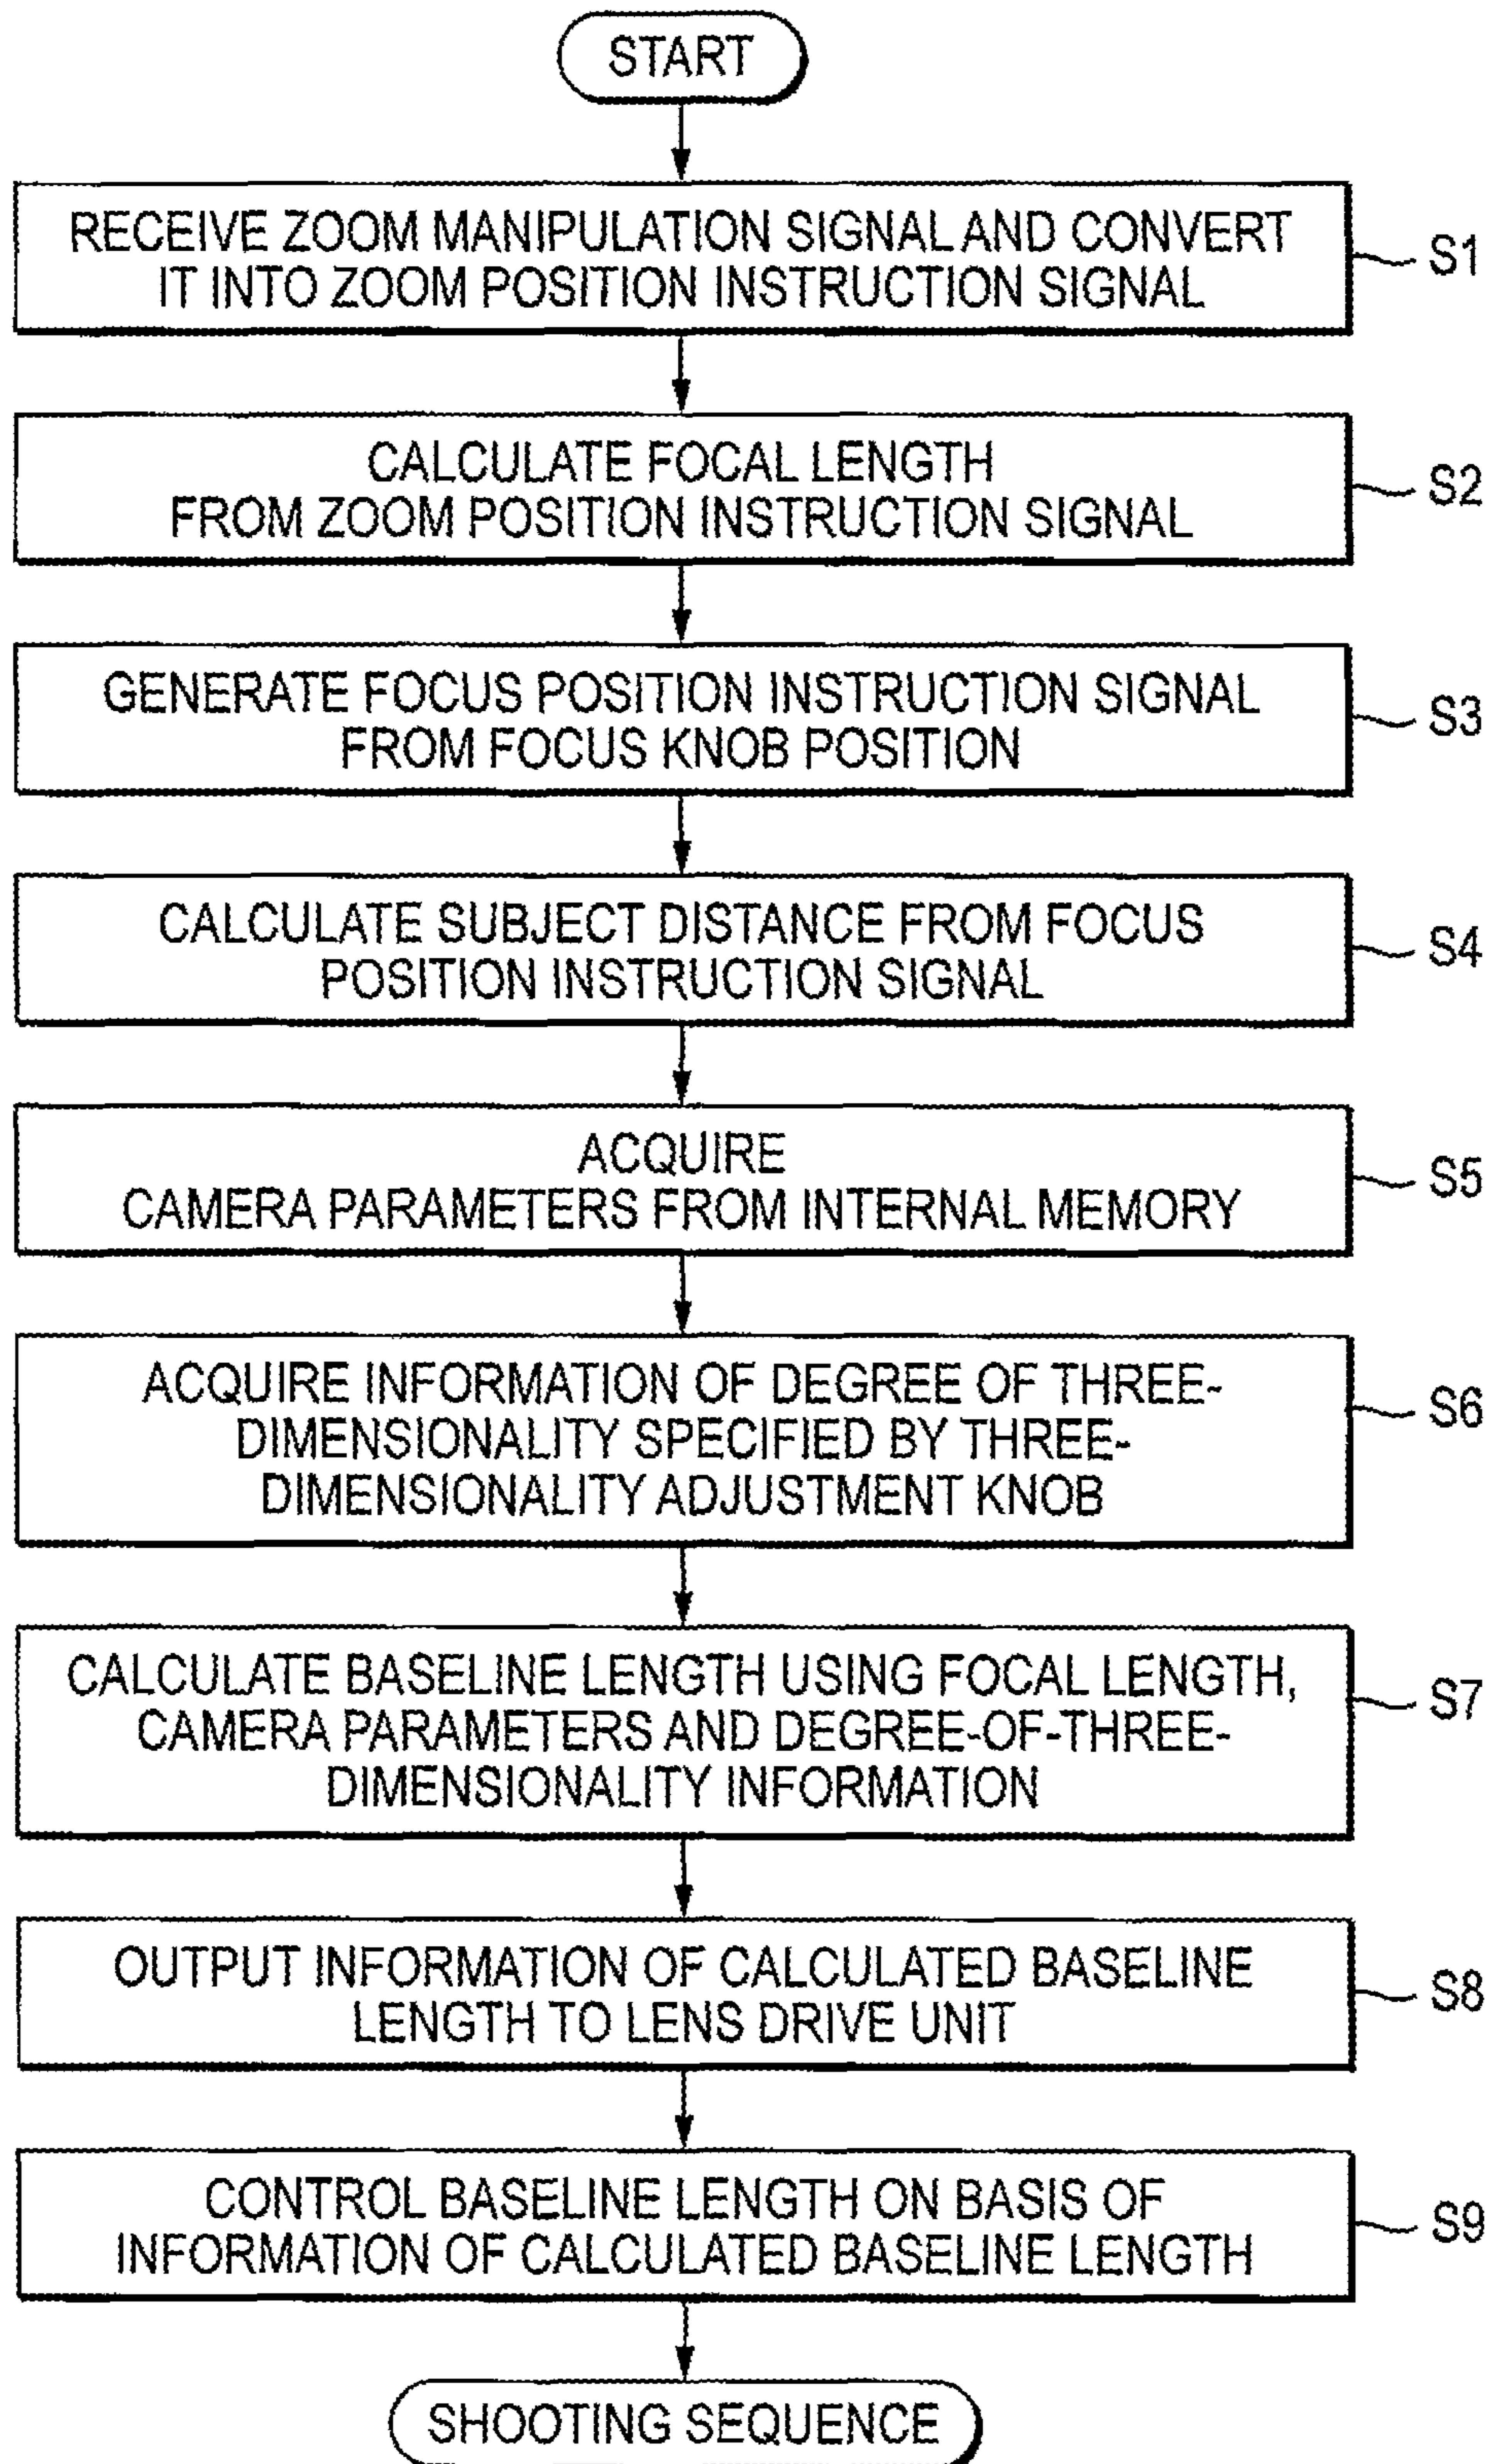 START
RECEIVE ZOOM MANIPULATION SIGNAL AND CONVERT
IT INTO ZOOM POSITION INSTRUCTION SIGNAL
S1
CALCULATE FOCAL LENGTH
FROM ZOOM POSITION INSTRUCTION SIGNAL
S2
GENERATE FOCUS POSITION INSTRUCTION SIGNAL
FROM FOCUS KNOB POSITION
S3
CALCULATE SUBJECT DISTANCE FROM FOCUS
POSITION INSTRUCTION SIGNAL
S4
ACQUIRE
CAMERA PARAMETERS FROM INTERNAL MEMORY
S5
ACQUIRE INFORMATION OF DEGREE OF THREE-
DIMENSIONALITY SPECIFIED BY THREE-
DIMENSIONALITY ADJUSTMENT KNOB
S6
CALCULATE BASELINE LENGTH USING FOCAL LENGTH,
CAMERA PARAMETERS AND DEGREE-OF-THREE-
DIMENSIONALITY INFORMATION
S7
OUTPUT INFORMATION OF CALCULATED BASELINE
LENGTH TO LENS DRIVE UNIT
S8
CONTROL BASELINE LENGTH ON BASIS OF
INFORMATION OF CALCULATED BASELINE LENGTH
S9
SHOOTING SEQUENCE